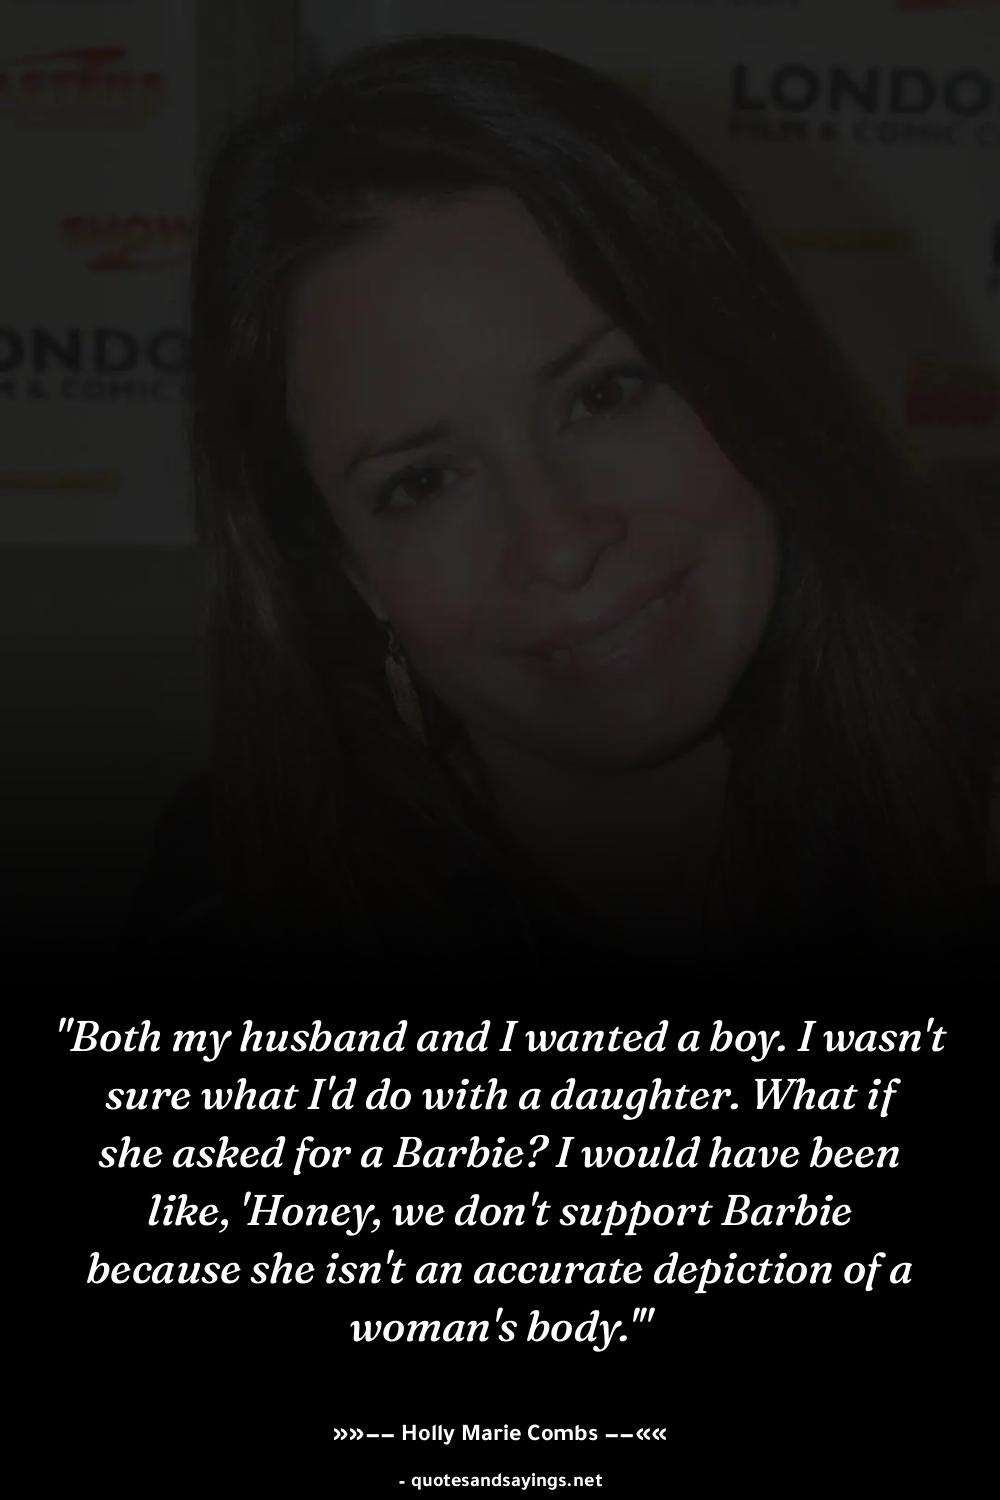 ASTERS
LONDO
FILM & COMIC C
SHOW
ONDO
M & COMIC
"Both my husband and I wanted a boy. I wasn't
sure what I'd do with a daughter. What if
she asked for a Barbie? I would have been
like, 'Honey, we don't support Barbie
because she isn't an accurate depiction of a
woman's body.'"
»»–– Holly Marie Combs ––««
- quotesandsayings.net